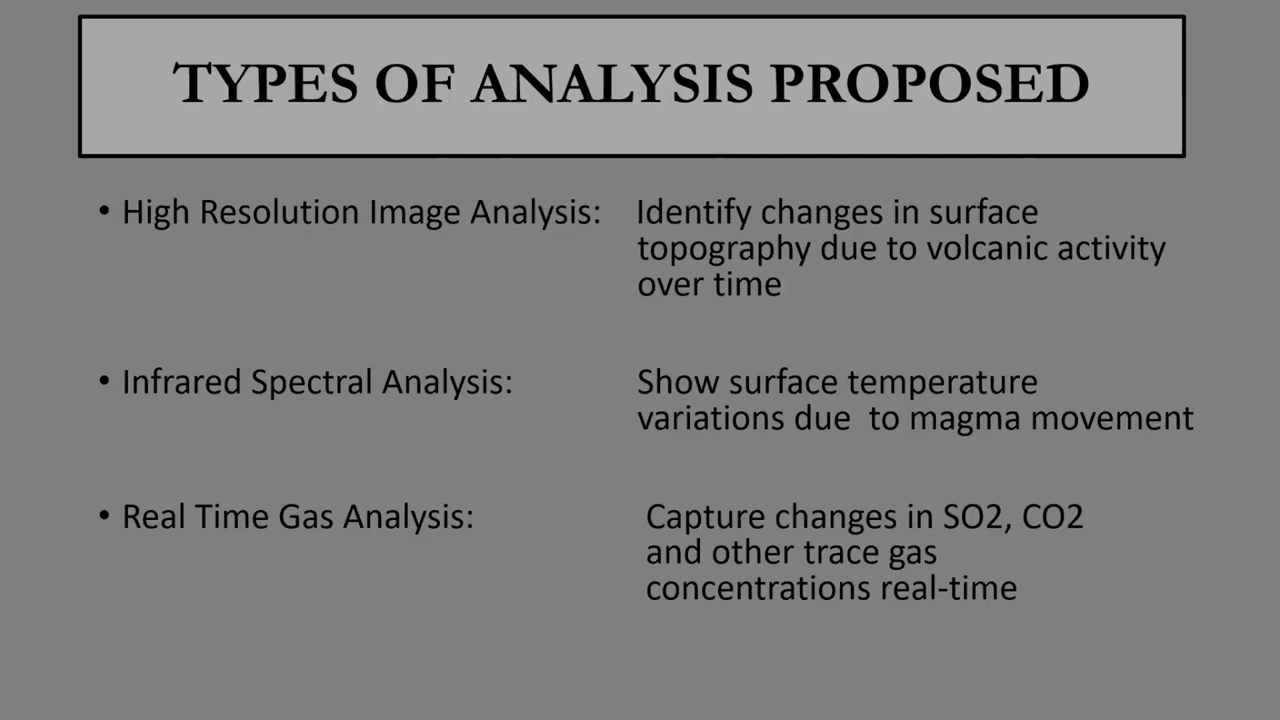 TYPES OF ANALYSIS PROPOSED
• High Resolution Image Analysis: Identify changes in surface
topography due to volcanic activity
over time
• Infrared Spectral Analysis: Show surface temperature
variations due  to magma movement
• Real Time Gas Analysis: Capture changes in SO2, CO2
and other trace gas
concentrations real-time